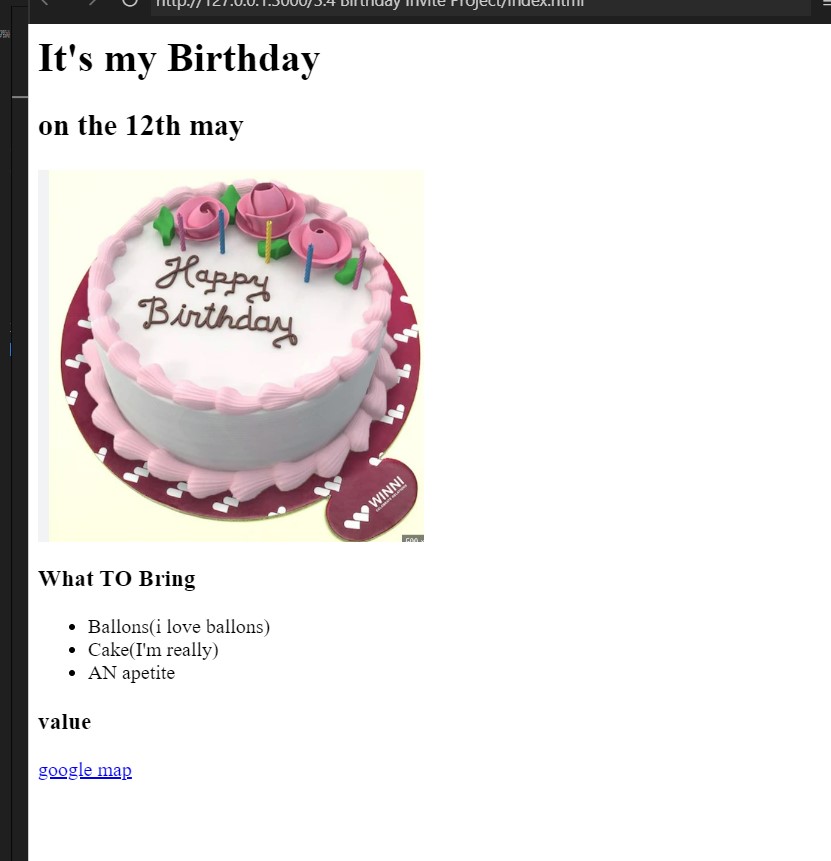 http://127.0.0.1:3000/3.4 Birthday Invite Project/index.html
It's my Birthday
on the 12th may
Happy
Birthday
WINNI
What TO Bring
Ballons(i love ballons)
Cake(I'm really)
AN apetite
value
google map